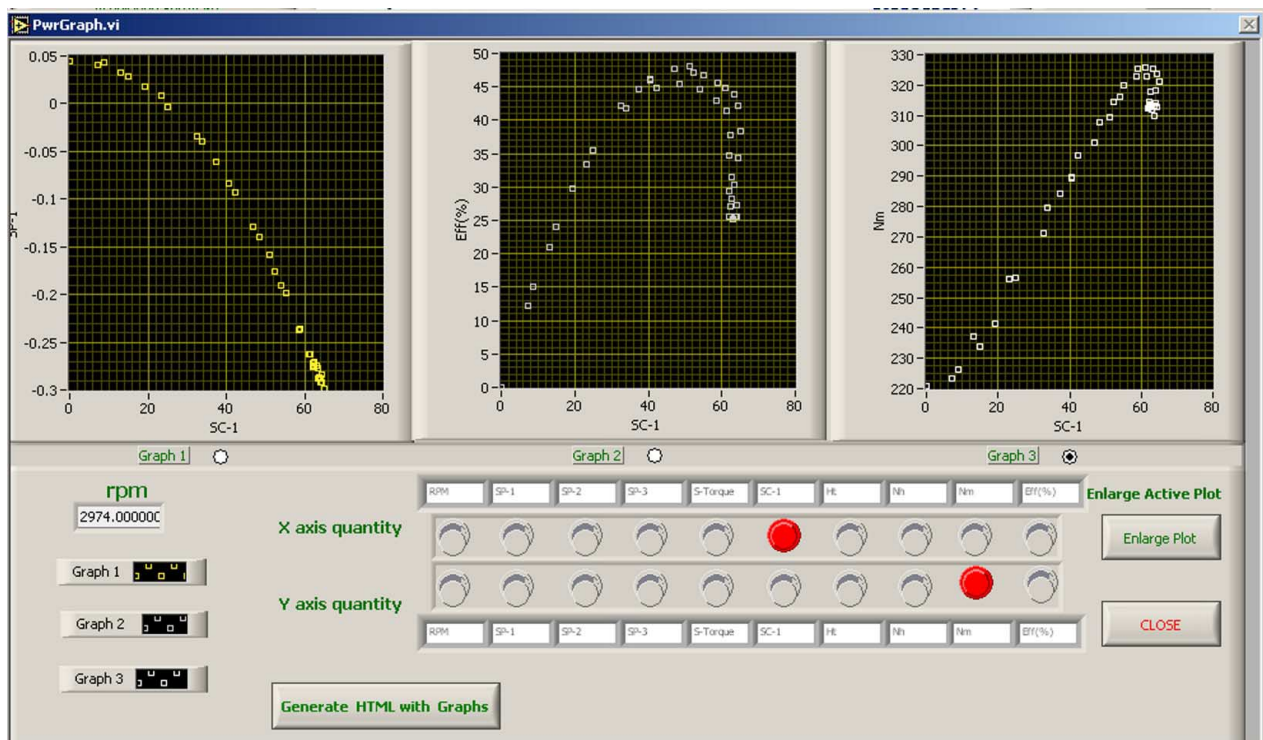 PwrGraph.vi
0.05
0
-0.05
-0.1
-0.15
-0.2
-0.25
-0.3
SP-1
0 20 40 60 80
SC-1
50
45
40
35
30
25
20
15
10
5
0
Eff(%)
0 20 40 60 80
SC-1
330
320
310
300
290
280
270
260
250
240
230
220
Nm
0 20 40 60 80
SC-1
Graph 1 Graph 2 Graph 3
rpm
2974.000000
RPM SP-1 SP-2 SP-3 S-Torque SC-1 Ht Nh Nm Eff(%)
Enlarge Active Plot
X axis quantity
Enlarge Plot
Graph 1
Y axis quantity
Graph 2
CLOSE
RPM SP-1 SP-2 SP-3 S-Torque SC-1 Ht Nh Nm Eff(%)
Graph 3
Generate HTML with Graphs